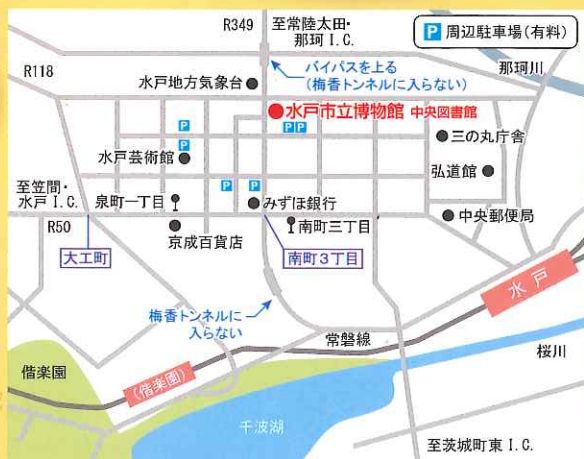 R349
至常陸太田・
那珂 I.C.
P 周辺駐車場(有料)
R118
バイパスを上る
(梅香トンネルに入らない)
那珂川
水戸地方気象台
水戸市立博物館 中央図書館
P
P P
三の丸庁舎
P
水戸芸術館
弘道館
至笠間・
水戸 I.C.
泉町一丁目
P
P
みずほ銀行
R50
京成百貨店
南町三丁目
中央郵便局
大工町
南町3丁目
水戸
梅香トンネルに
入らない
常磐線
桜川
偕楽園
(偕楽園)
千波湖
至茨城町東 I.C.